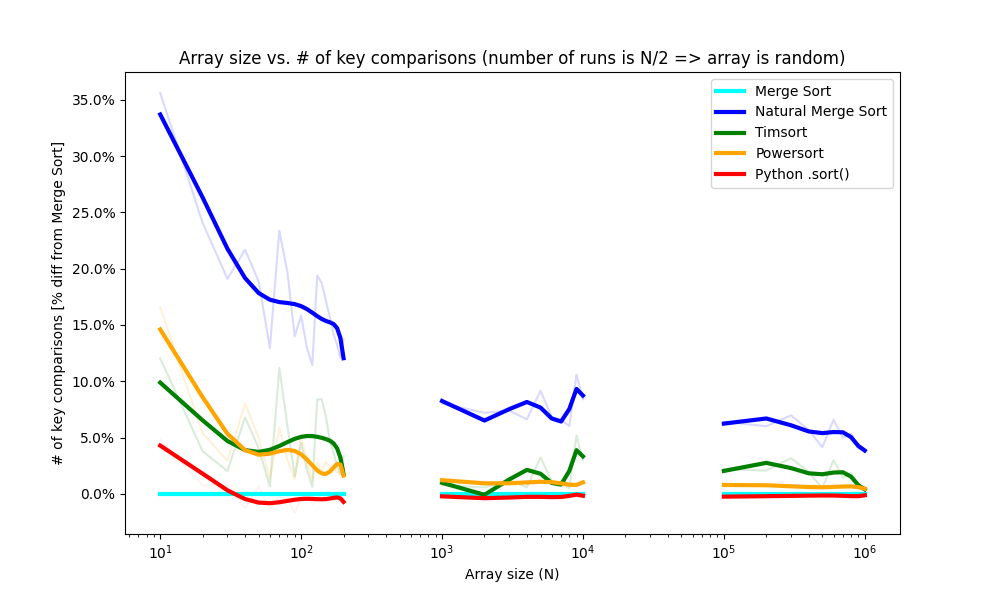 Array size vs. # of key comparisons (number of runs is N/2 => array is random)
# of key comparisons [% diff from Merge Sort]
35.0%
30.0%
25.0%
20.0%
15.0%
10.0%
5.0%
0.0%
Merge Sort
Natural Merge Sort
Timsort
Powersort
Python .sort()
10¹ 10² 10³ 10⁴ 10⁵ 10⁶
Array size (N)